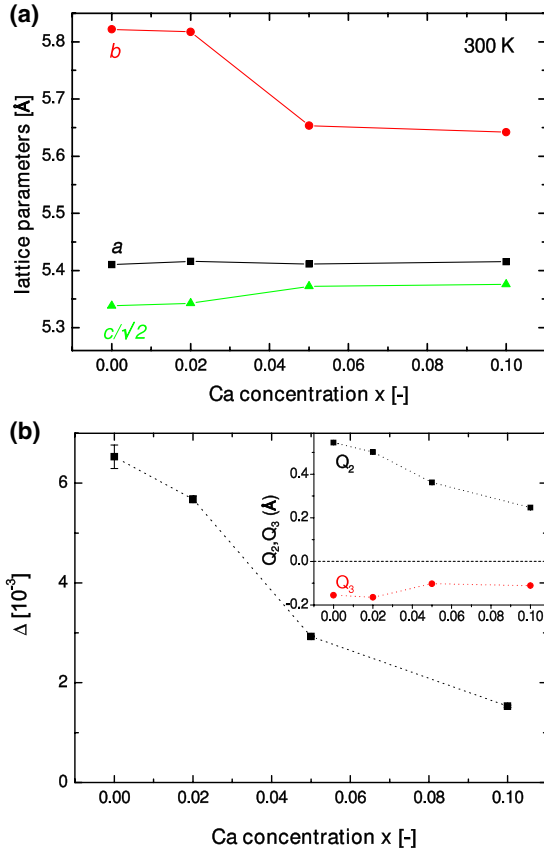 (a)
5.8
5.7
5.6
5.5
5.4
5.3
lattice parameters [Å]
300 K
b
a
c/√2
0.00 0.02 0.04 0.06 0.08 0.10
Ca concentration x [-]
(b)
6
4
2
0
Δ [10⁻³]
0.4
0.2
0.0
-0.2
Q₂,Q₃ (Å)
Q₂
Q₃
0.00 0.02 0.04 0.06 0.08 0.10
0.00 0.02 0.04 0.06 0.08 0.10
Ca concentration x [-]